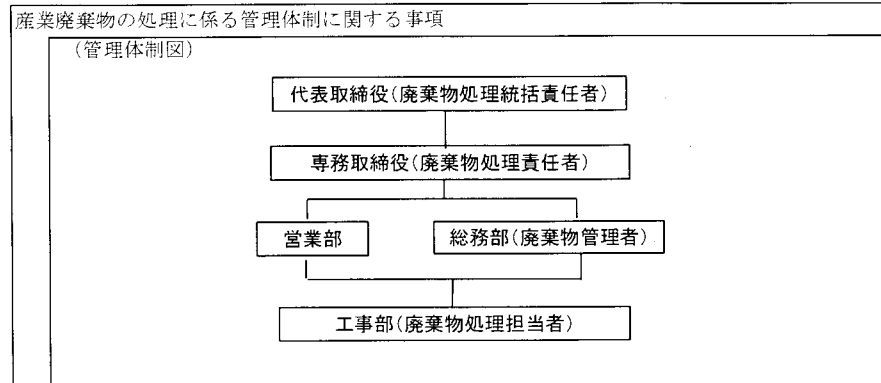 産業廃棄物の処理に係る管理体制に関する事項
（管理体制図）
代表取締役（廃棄物処理統括責任者）
専務取締役（廃棄物処理責任者）
営業部
総務部（廃棄物管理者）
工事部（廃棄物処理担当者）